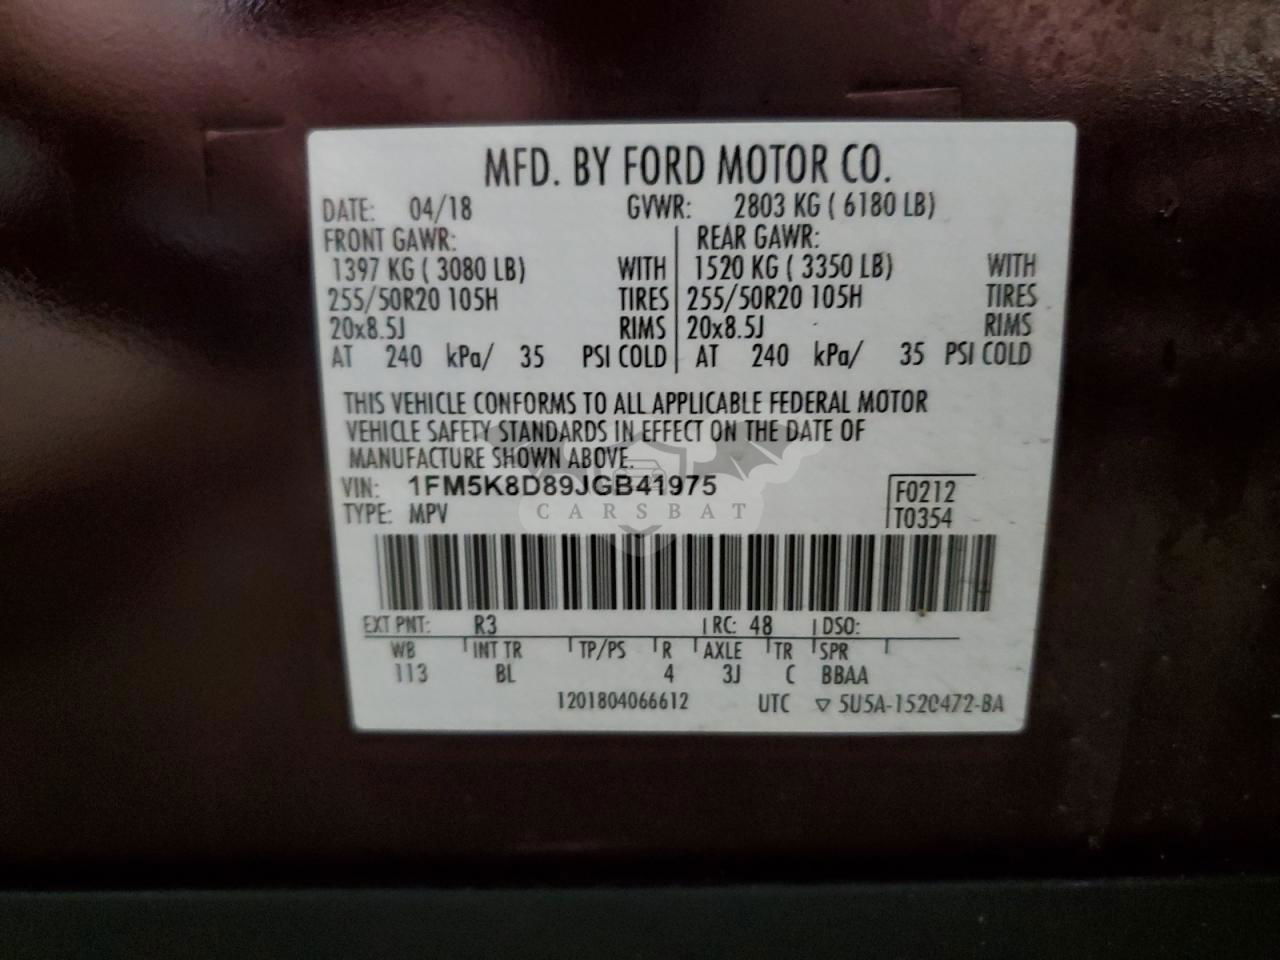 MFD. BY FORD MOTOR CO.
DATE: 04/18 GVWR: 2803 KG ( 6180 LB)
FRONT GAWR: REAR GAWR:
1397 KG ( 3080 LB) WITH 1520 KG ( 3350 LB) WITH
255/50R20 105H TIRES 255/50R20 105H TIRES
20x8.5J RIMS 20x8.5J RIMS
AT 240 kPa/ 35 PSI COLD AT 240 kPa/ 35 PSI COLD
THIS VEHICLE CONFORMS TO ALL APPLICABLE FEDERAL MOTOR
VEHICLE SAFETY STANDARDS IN EFFECT ON THE DATE OF
MANUFACTURE SHOWN ABOVE.
VIN: 1FM5K8D89JGB41975 F0212
TYPE: MPV T0354
CARSBAT
EXT PNT: R3 RC: 48 DSO:
WB INT TR TP/PS R AXLE TR SPR
113 BL 4 3J C BBAA
1201804066612 UTC ▽ 5U5A-1520472-BA